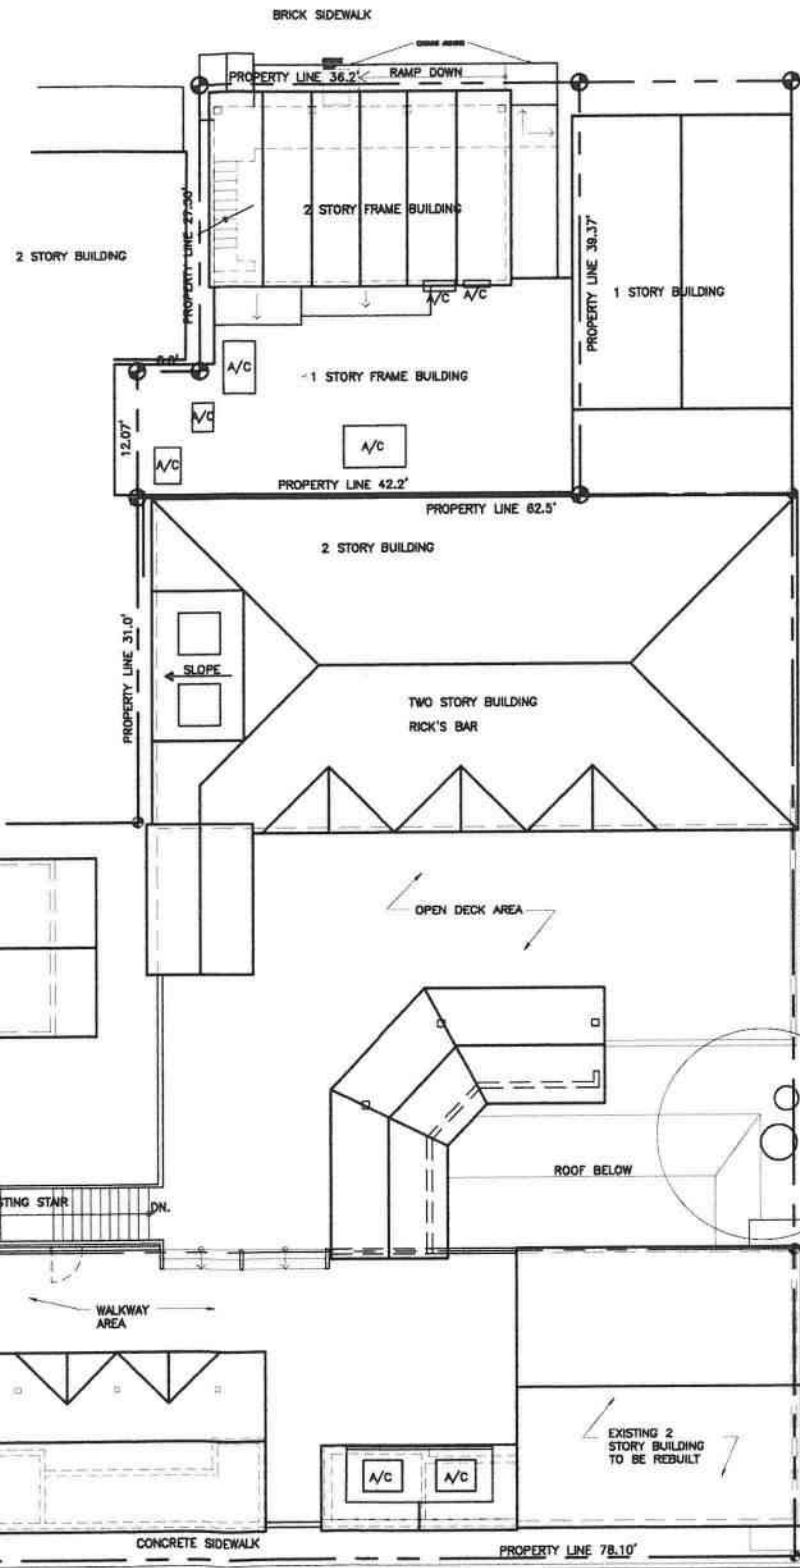 BRICK SIDEWALK
PROPERTY LINE 36.2'
RAMP DOWN
2 STORY FRAME BUILDING
2 STORY BUILDING
PROPERTY LINE 27.50'
PROPERTY LINE 39.37'
1 STORY BUILDING
A/C
A/C
A/C
1 STORY FRAME BUILDING
A/C
12.07'
A/C
A/C
PROPERTY LINE 42.2'
PROPERTY LINE 62.5'
2 STORY BUILDING
PROPERTY LINE 31.0'
SLOPE
TWO STORY BUILDING
RICK'S BAR
OPEN DECK AREA
ROOF BELOW
STING STAIR
DN.
WALKWAY
AREA
EXISTING 2
STORY BUILDING
TO BE REBUILT
A/C
A/C
CONCRETE SIDEWALK
PROPERTY LINE 78.10'